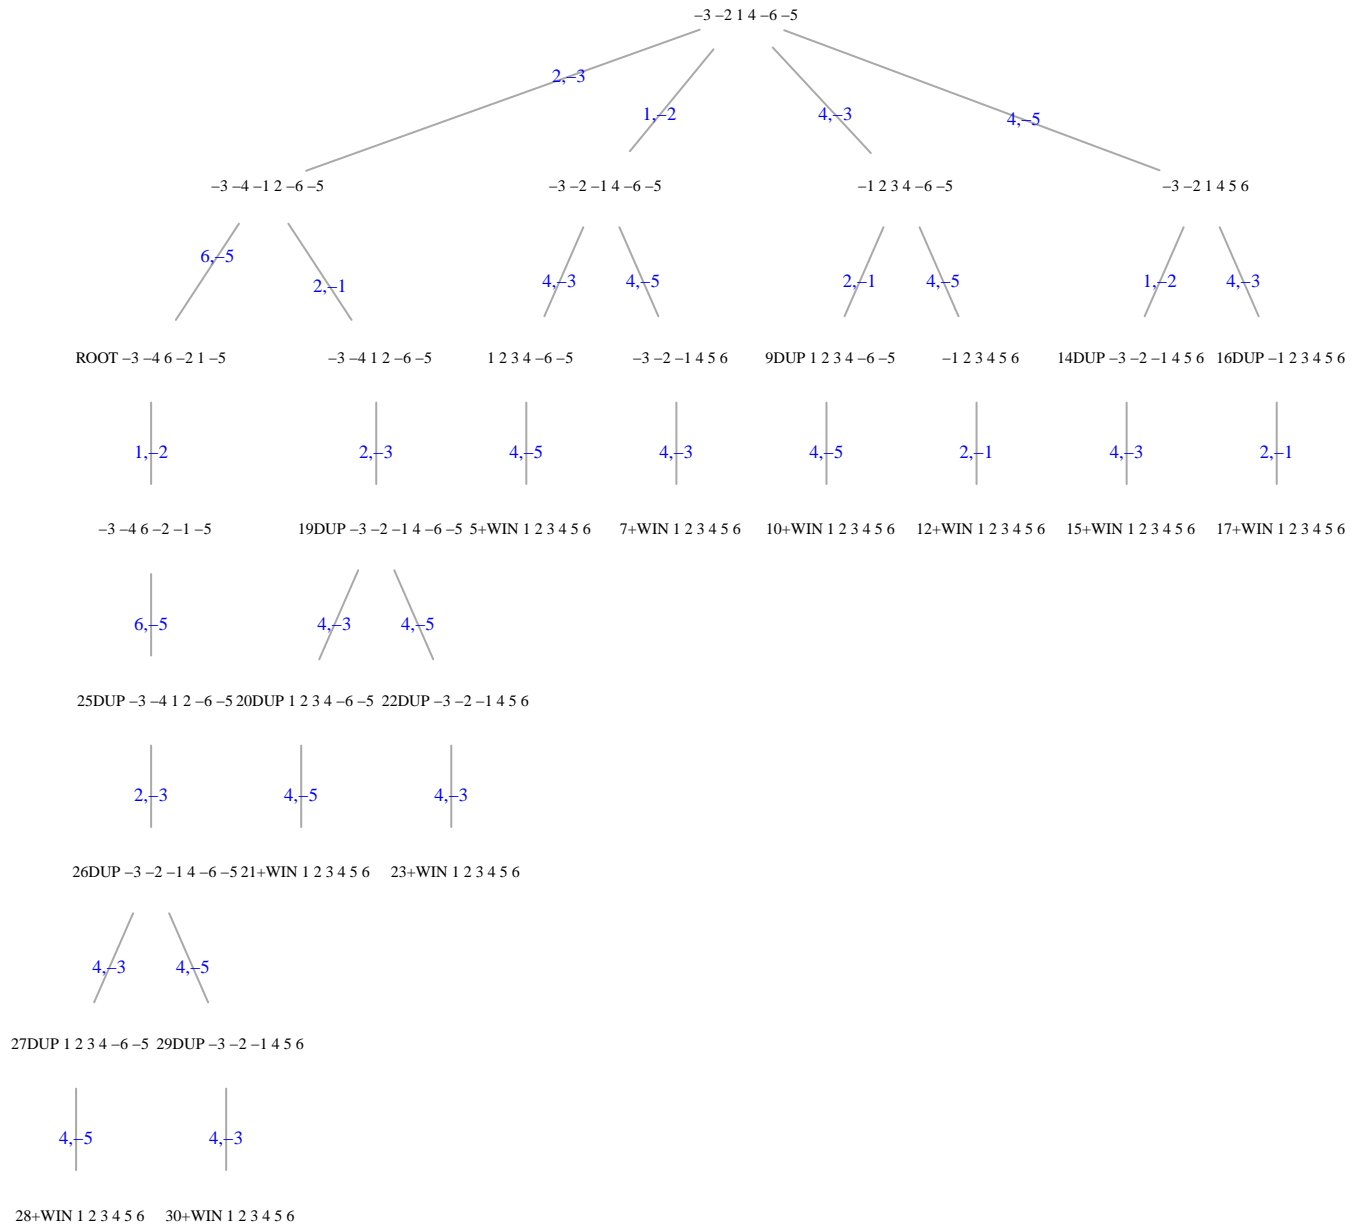 −3 −2 1 4 −6 −5
2,−3
1,−2
4,−3
4,−5
−3 −4 −1 2 −6 −5
−3 −2 −1 4 −6 −5
−1 2 3 4 −6 −5
−3 −2 1 4 5 6
6,−5
2,−1
4,−3
4,−5
2,−1
4,−5
1,−2
4,−3
ROOT −3 −4 6 −2 1 −5
−3 −4 1 2 −6 −5
1 2 3 4 −6 −5
−3 −2 −1 4 5 6
9DUP 1 2 3 4 −6 −5
−1 2 3 4 5 6
14DUP −3 −2 −1 4 5 6
16DUP −1 2 3 4 5 6
1,−2
2,−3
4,−5
4,−3
4,−5
2,−1
4,−3
2,−1
−3 −4 6 −2 −1 −5
19DUP −3 −2 −1 4 −6 −5
5+WIN 1 2 3 4 5 6
7+WIN 1 2 3 4 5 6
10+WIN 1 2 3 4 5 6
12+WIN 1 2 3 4 5 6
15+WIN 1 2 3 4 5 6
17+WIN 1 2 3 4 5 6
6,−5
4,−3
4,−5
25DUP −3 −4 1 2 −6 −5
20DUP 1 2 3 4 −6 −5
22DUP −3 −2 −1 4 5 6
2,−3
4,−5
4,−3
26DUP −3 −2 −1 4 −6 −5
21+WIN 1 2 3 4 5 6
23+WIN 1 2 3 4 5 6
4,−3
4,−5
27DUP 1 2 3 4 −6 −5
29DUP −3 −2 −1 4 5 6
4,−5
4,−3
28+WIN 1 2 3 4 5 6
30+WIN 1 2 3 4 5 6